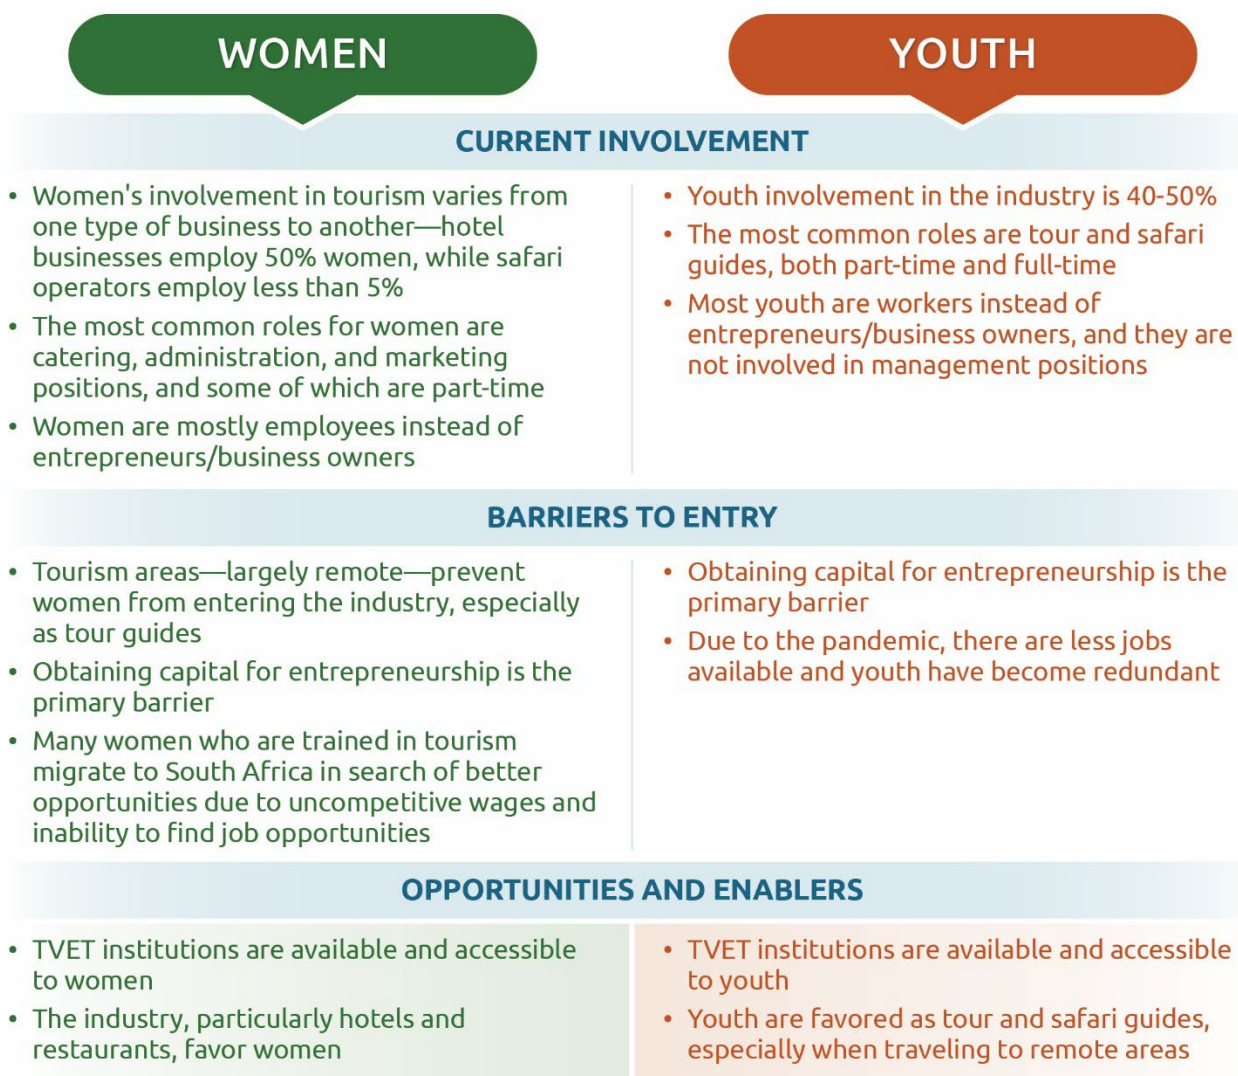 WOMEN
YOUTH
CURRENT INVOLVEMENT
• Women's involvement in tourism varies from
one type of business to another—hotel
businesses employ 50% women, while safari
operators employ less than 5%
• The most common roles for women are
catering, administration, and marketing
positions, and some of which are part-time
• Women are mostly employees instead of
entrepreneurs/business owners
• Youth involvement in the industry is 40-50%
• The most common roles are tour and safari
guides, both part-time and full-time
• Most youth are workers instead of
entrepreneurs/business owners, and they are
not involved in management positions
BARRIERS TO ENTRY
• Tourism areas—largely remote—prevent
women from entering the industry, especially
as tour guides
• Obtaining capital for entrepreneurship is the
primary barrier
• Many women who are trained in tourism
migrate to South Africa in search of better
opportunities due to uncompetitive wages and
inability to find job opportunities
• Obtaining capital for entrepreneurship is the
primary barrier
• Due to the pandemic, there are less jobs
available and youth have become redundant
OPPORTUNITIES AND ENABLERS
• TVET institutions are available and accessible
to women
• The industry, particularly hotels and
restaurants, favor women
• TVET institutions are available and accessible
to youth
• Youth are favored as tour and safari guides,
especially when traveling to remote areas